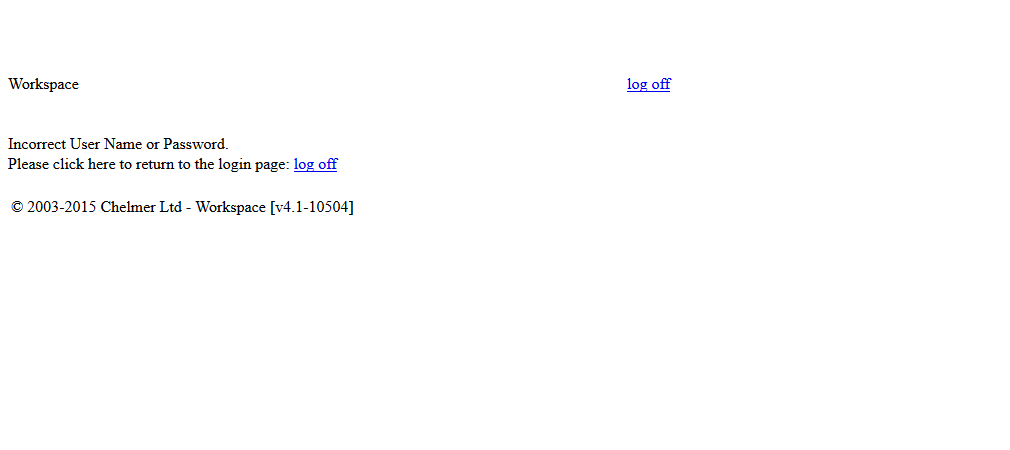 Workspace log off
Incorrect User Name or Password.
Please click here to return to the login page: log off
© 2003-2015 Chelmer Ltd - Workspace [v4.1-10504]